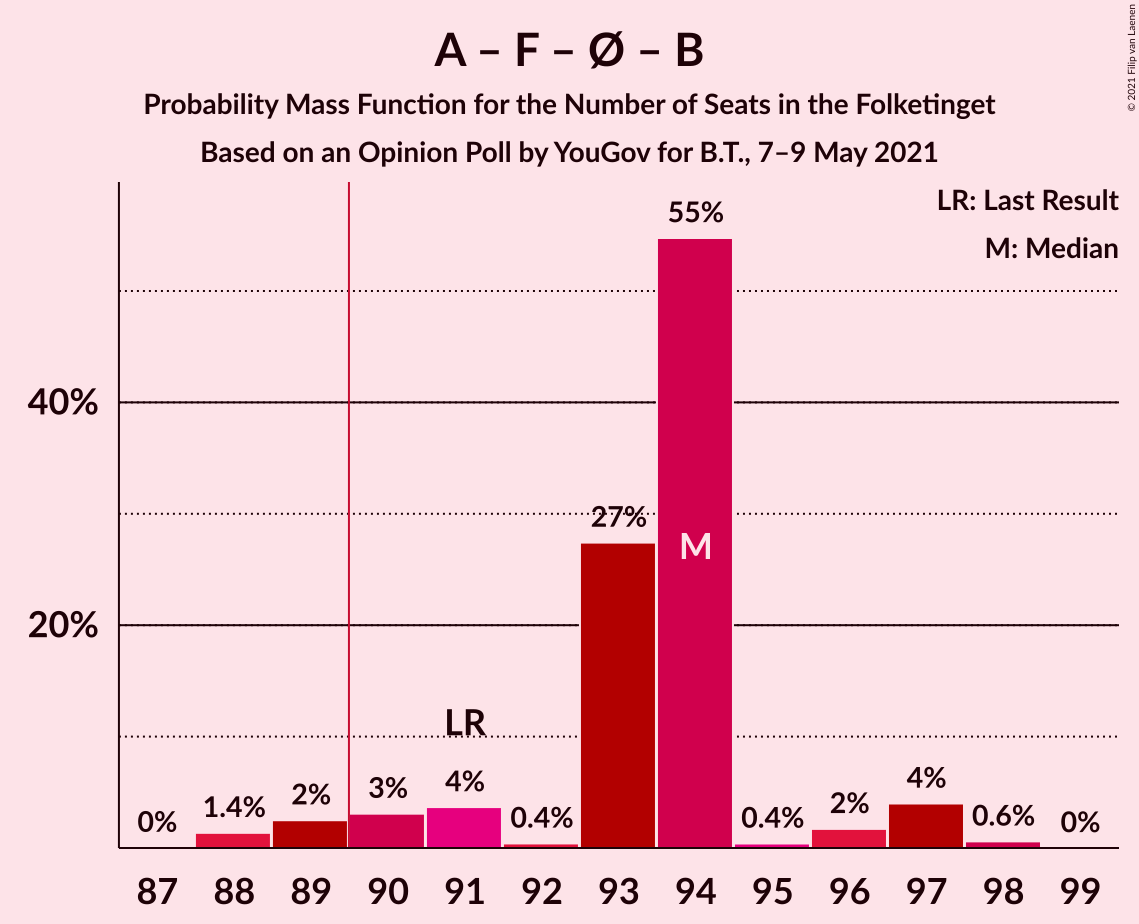 A – F – Ø – B
Probability Mass Function for the Number of Seats in the Folketinget
Based on an Opinion Poll by YouGov for B.T., 7–9 May 2021
© 2021 Filip van Laenen
LR: Last Result
M: Median
55%
40%
27%
M
20%
LR
0%
1.4%
2%
3%
4%
0.4%
0.4%
2%
4%
0.6%
0%
87 88 89 90 91 92 93 94 95 96 97 98 99